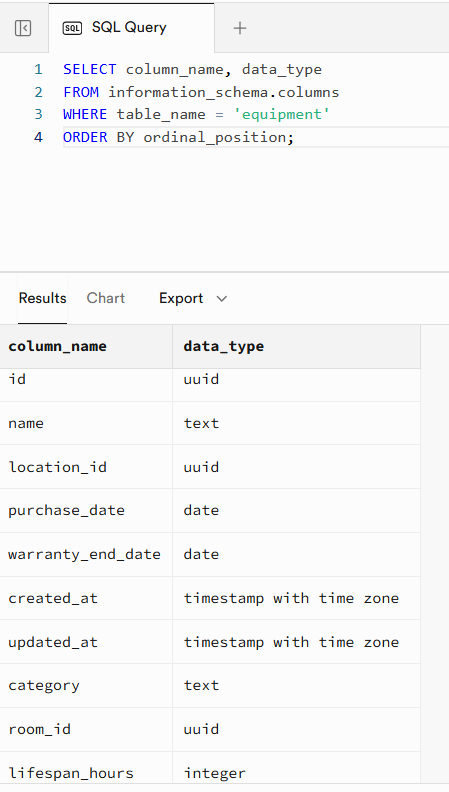 SQL SQL Query +
1 SELECT column_name, data_type
2 FROM information_schema.columns
3 WHERE table_name = 'equipment'
4 ORDER BY ordinal_position;
Results Chart Export
column_name data_type
id uuid
name text
location_id uuid
purchase_date date
warranty_end_date date
created_at timestamp with time zone
updated_at timestamp with time zone
category text
room_id uuid
lifespan_hours integer